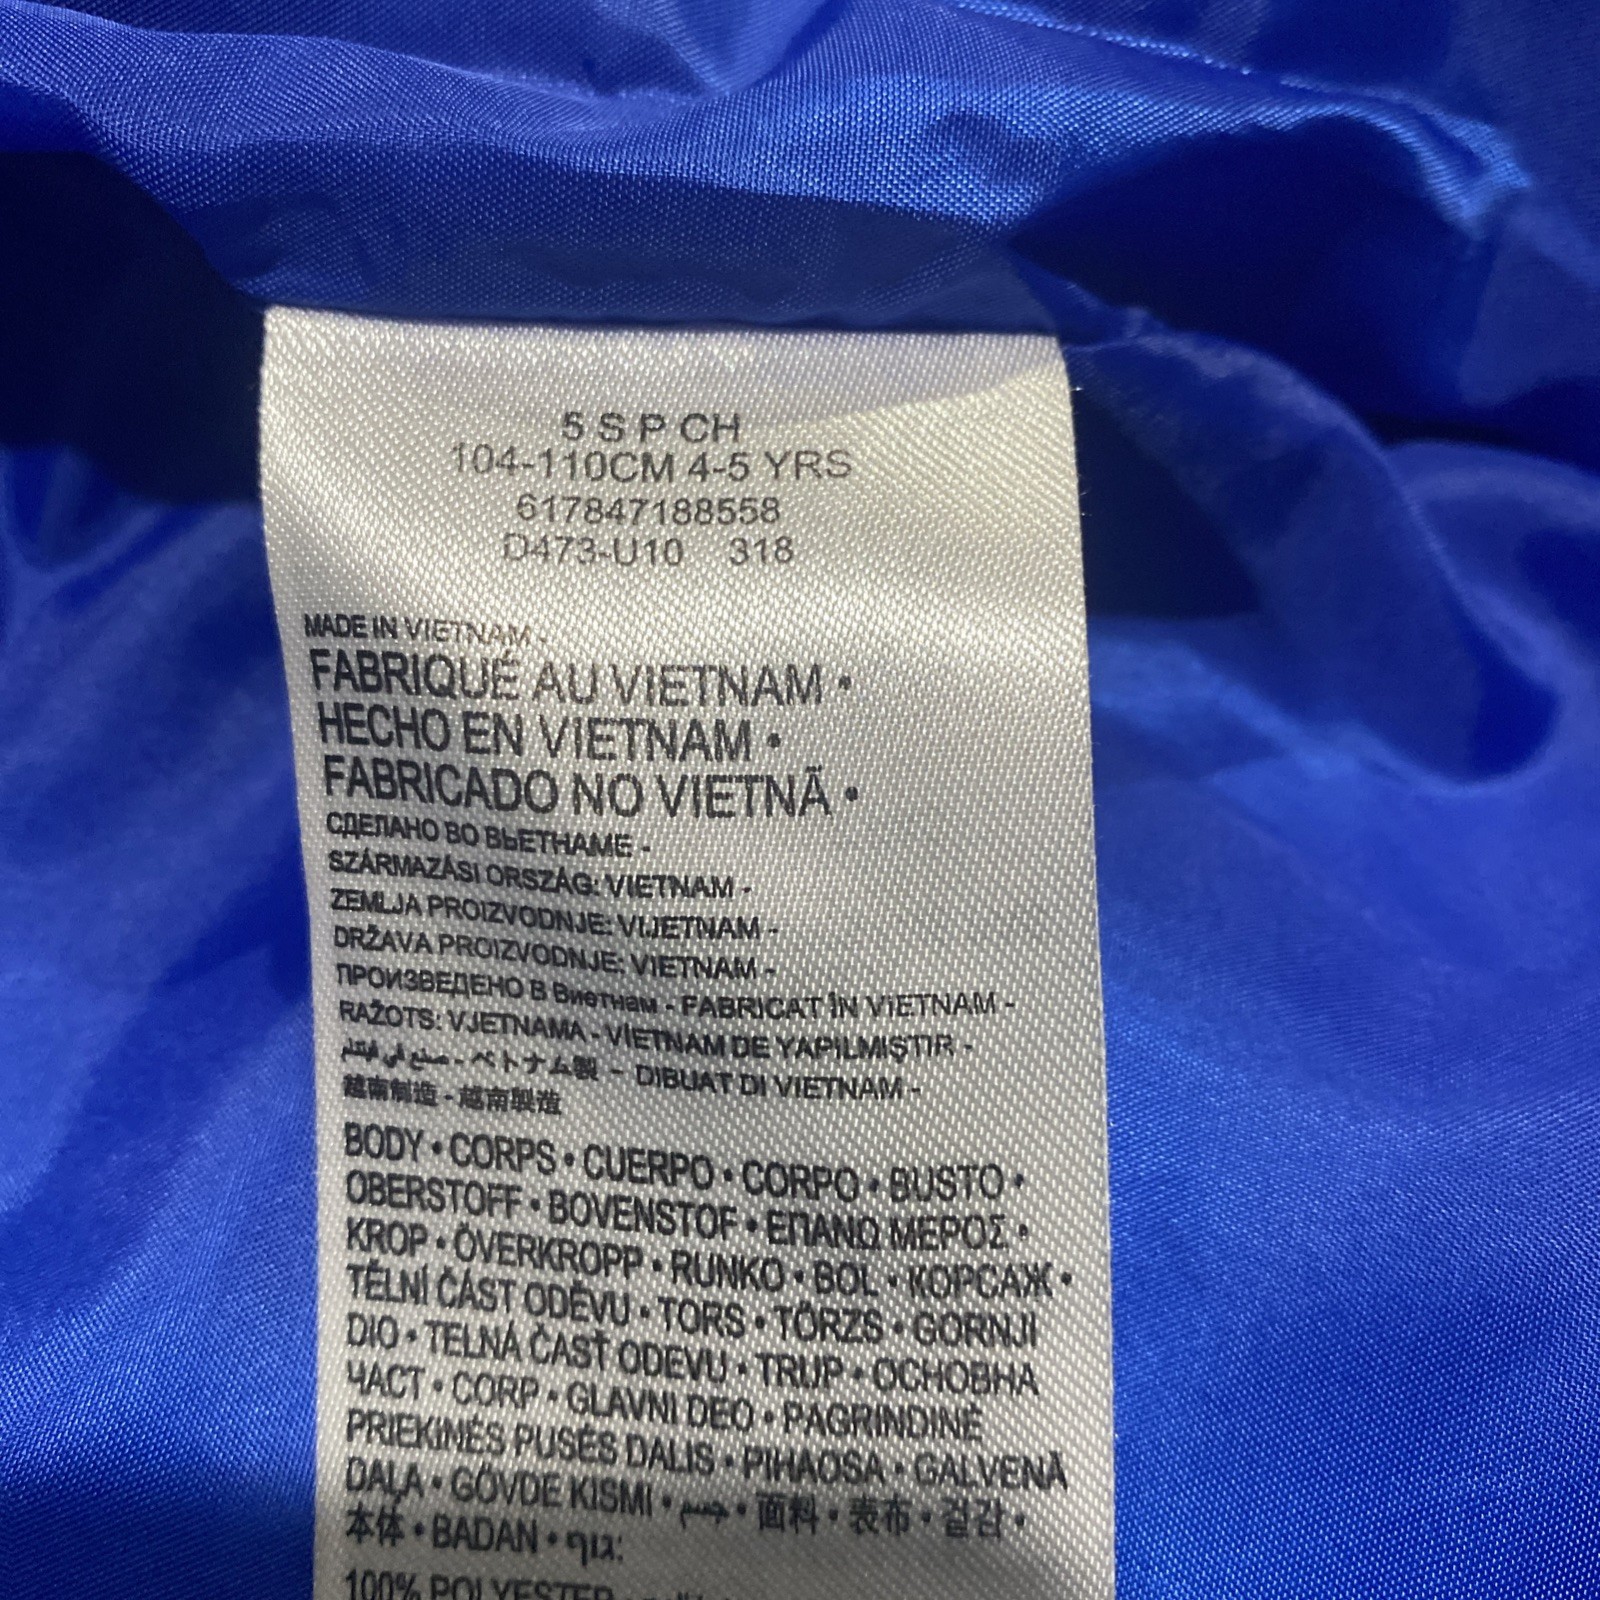 5 S P CH
104-110CM 4-5 YRS
617847188558
D473-U10 318
MADE IN VIETNAM -
FABRIQUÉ AU VIETNAM •
HECHO EN VIETNAM •
FABRICADO NO VIETNÃ •
СДЕЛАНО ВО ВЬЕТНАМЕ -
SZÁRMAZÁSI ORSZÁG: VIETNAM -
ZEMLJA PROIZVODNJE: VIJETNAM -
DRŽAVA PROIZVODNJE: VIETNAM -
ПРОИЗВЕДЕНО В Виетнам - FABRICAT ÎN VIETNAM -
RAŽOTS: VJETNAMA - VİETNAM DE YAPILMIŞTIR -
صنع في فيتنام - ベトナム製 - DIBUAT DI VIETNAM -
越南制造 - 越南製造
BODY • CORPS • CUERPO • CORPO • BUSTO •
OBERSTOFF • BOVENSTOF • ΕΠΑΝΩ ΜΕΡΟΣ •
KROP • ÖVERKROPP • RUNKO • BOL • КОРСАЖ •
TĚLNÍ ČÁST ODĚVU • TORS • TÖRZS • GORNJI
DIO • TELNÁ ČASŤ ODEVU • TRUP • ОСНОВНА
ЧАСТ • CORP • GLAVNI DEO • PAGRINDINĖ
PRIEKINĖS PUSĖS DALIS • PIHAOSA • GALVENĀ
DAĻA • GÖVDE KISMI • جسم • 面料 • 表布 • 겉감 •
本体 • BADAN • גוף:
100% POLYESTER